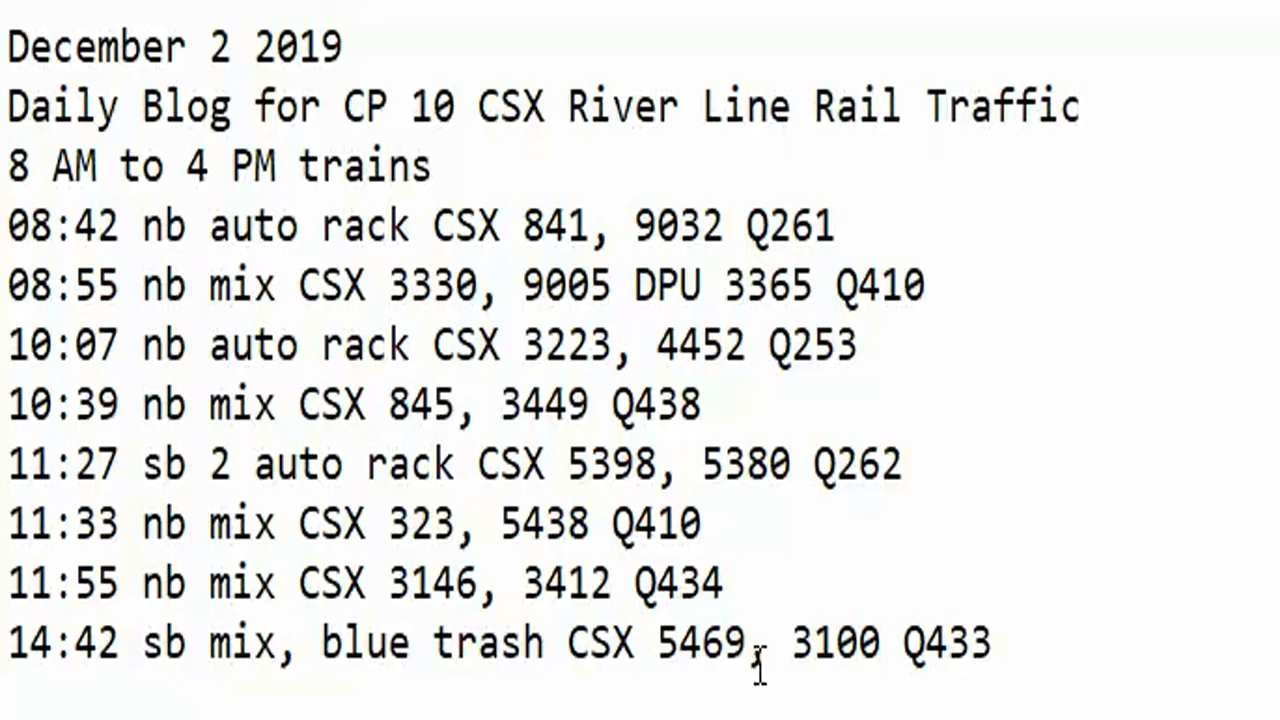 December 2 2019
Daily Blog for CP 10 CSX River Line Rail Traffic
8 AM to 4 PM trains
08:42 nb auto rack CSX 841, 9032 Q261
08:55 nb mix CSX 3330, 9005 DPU 3365 Q410
10:07 nb auto rack CSX 3223, 4452 Q253
10:39 nb mix CSX 845, 3449 Q438
11:27 sb 2 auto rack CSX 5398, 5380 Q262
11:33 nb mix CSX 323, 5438 Q410
11:55 nb mix CSX 3146, 3412 Q434
14:42 sb mix, blue trash CSX 5469, 3100 Q433